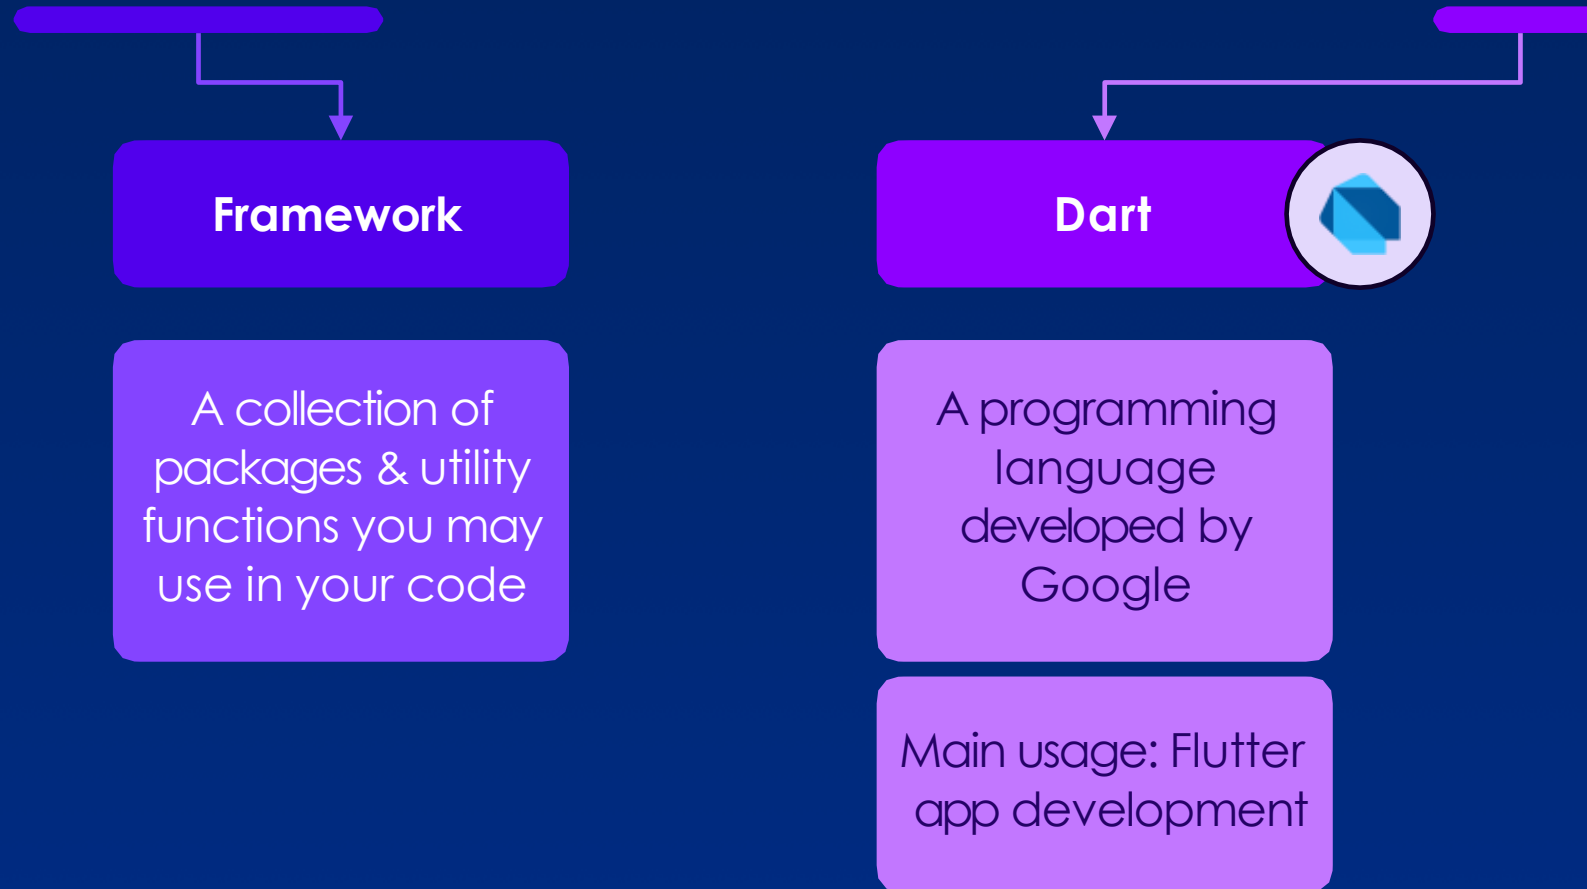 Framework
Dart
A collection of
packages & utility
functions you may
use in your code
A programming
language
developed by
Google
Main usage: Flutter
app development